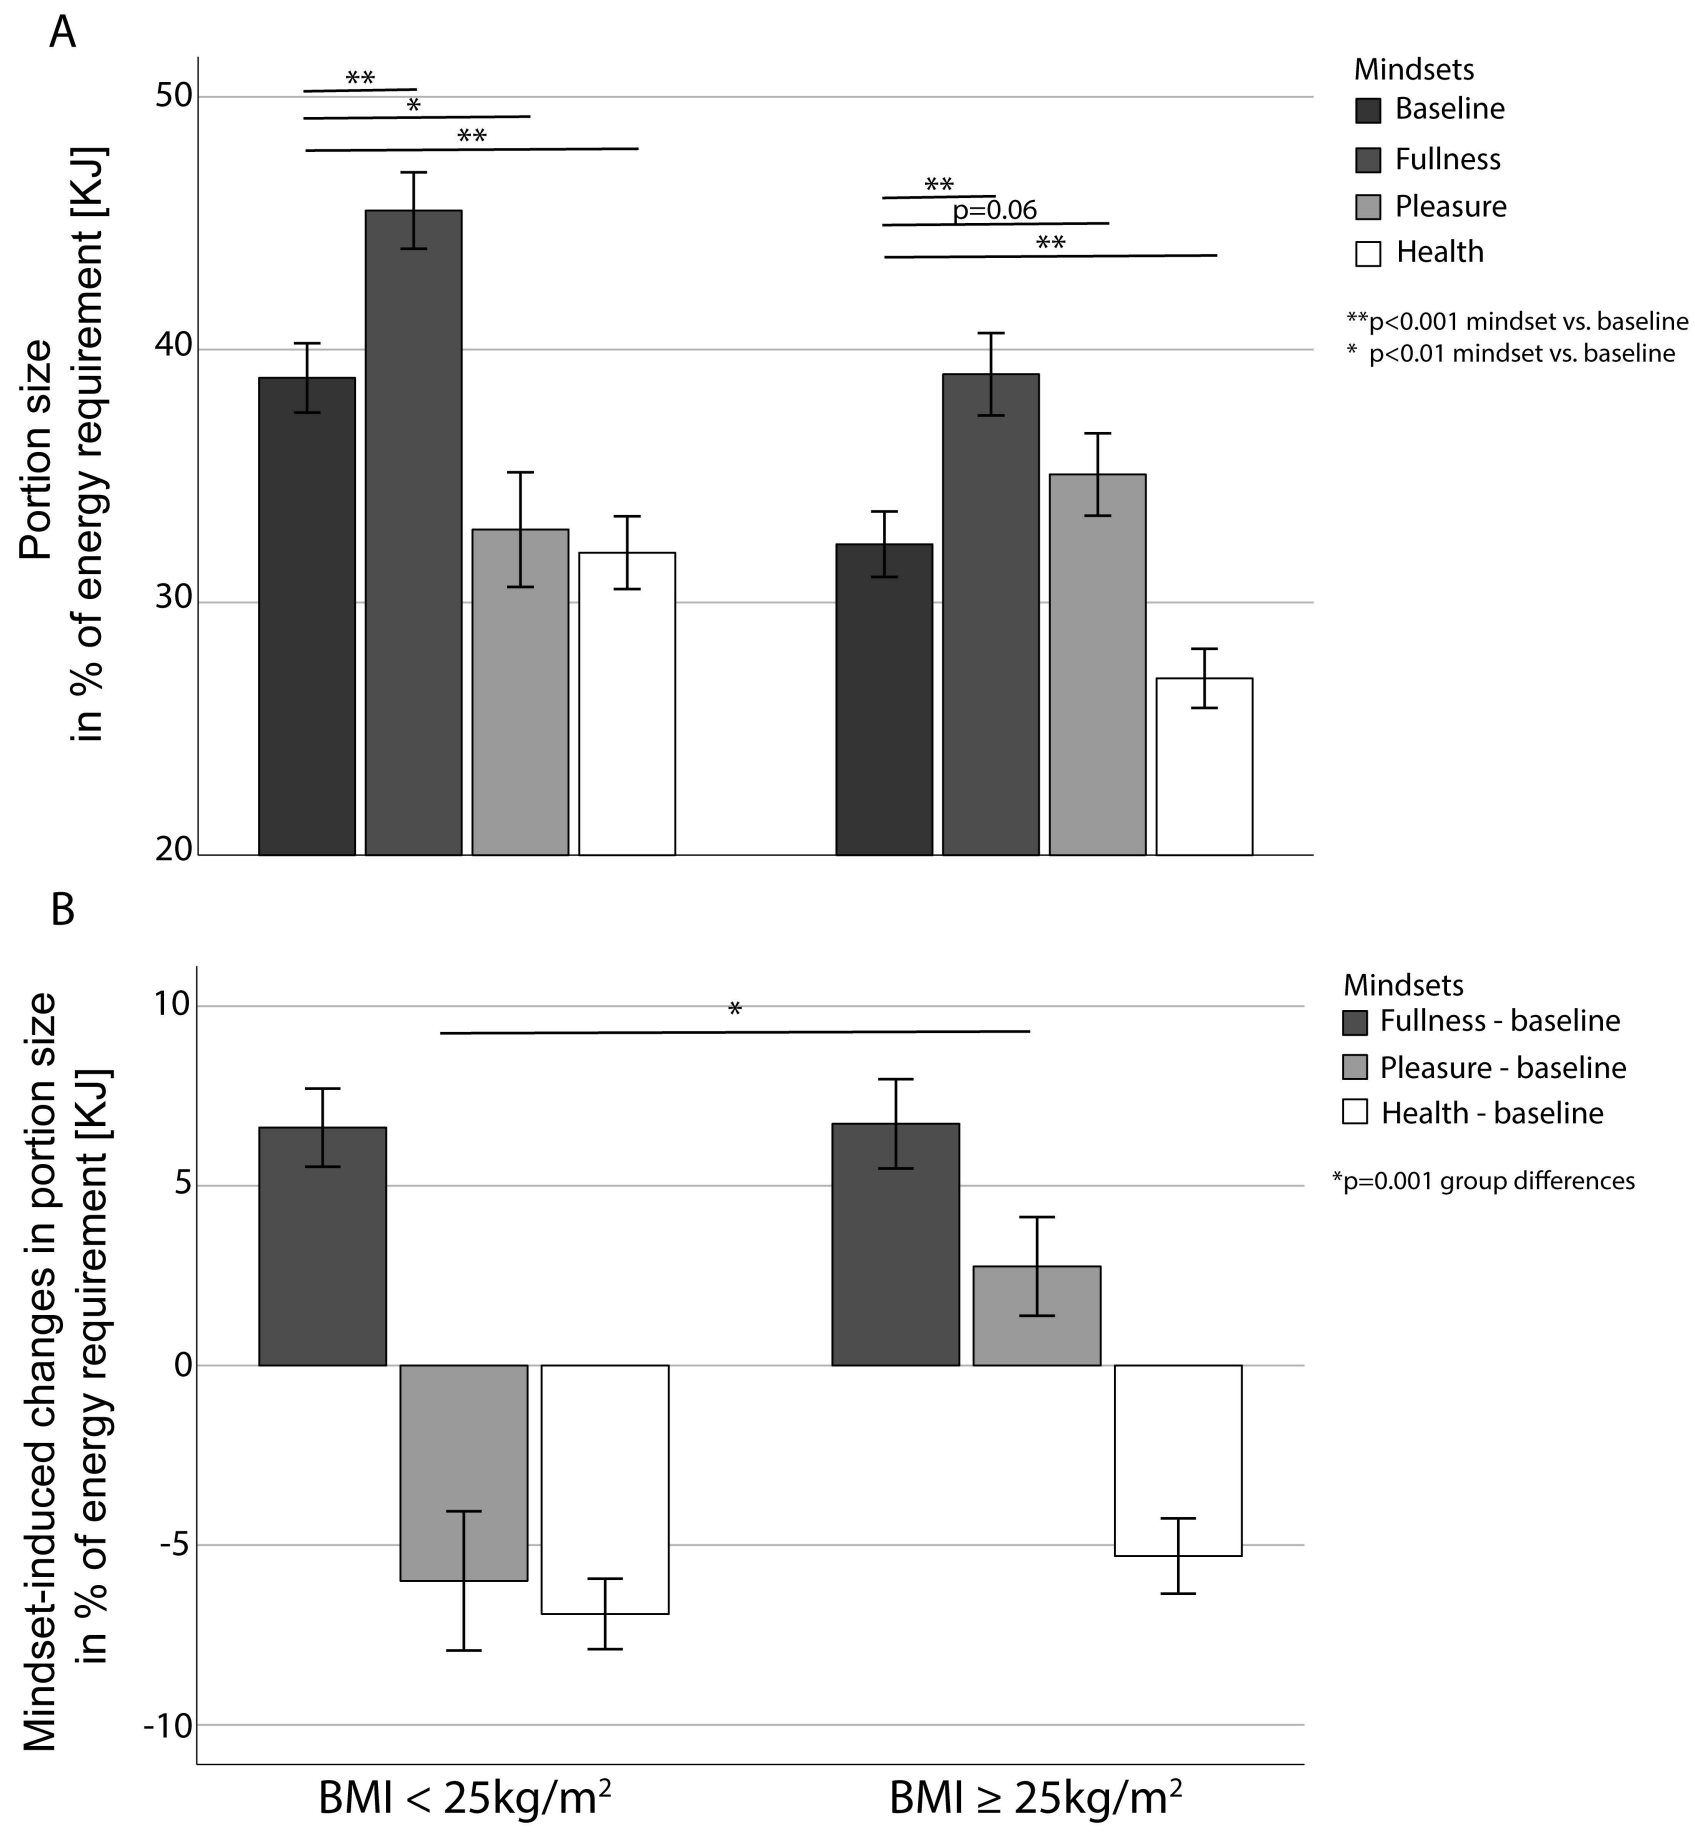 A
Portion size
in % of energy requirement [KJ]
50
40
30
20
**
*
**
**
p=0.06
**
Mindsets
Baseline
Fullness
Pleasure
Health
**p<0.001 mindset vs. baseline
* p<0.01 mindset vs. baseline
B
Mindset-induced changes in portion size
in % of energy requirement [KJ]
10
5
0
-5
-10
*
Mindsets
Fullness - baseline
Pleasure - baseline
Health - baseline
*p=0.001 group differences
BMI < 25kg/m²
BMI ≥ 25kg/m²